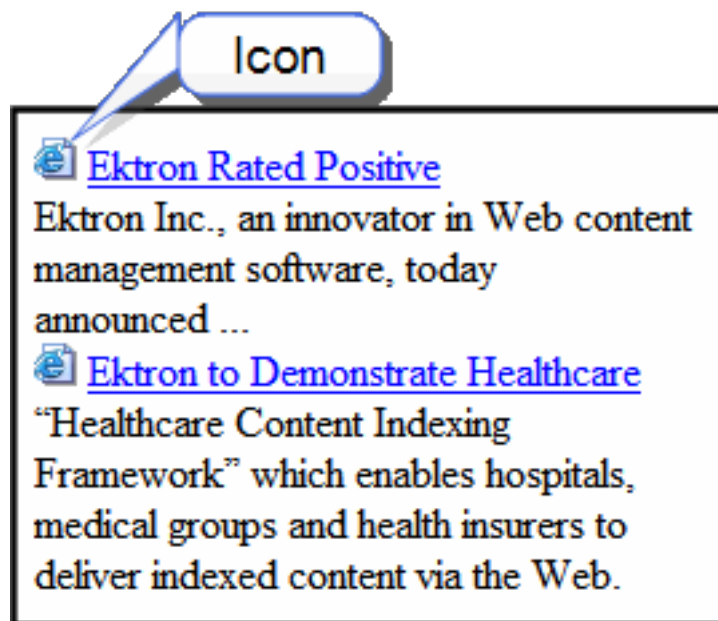 Icon
Ektron Rated Positive
Ektron Inc., an innovator in Web content
management software, today
announced ...
Ektron to Demonstrate Healthcare
“Healthcare Content Indexing
Framework” which enables hospitals,
medical groups and health insurers to
deliver indexed content via the Web.